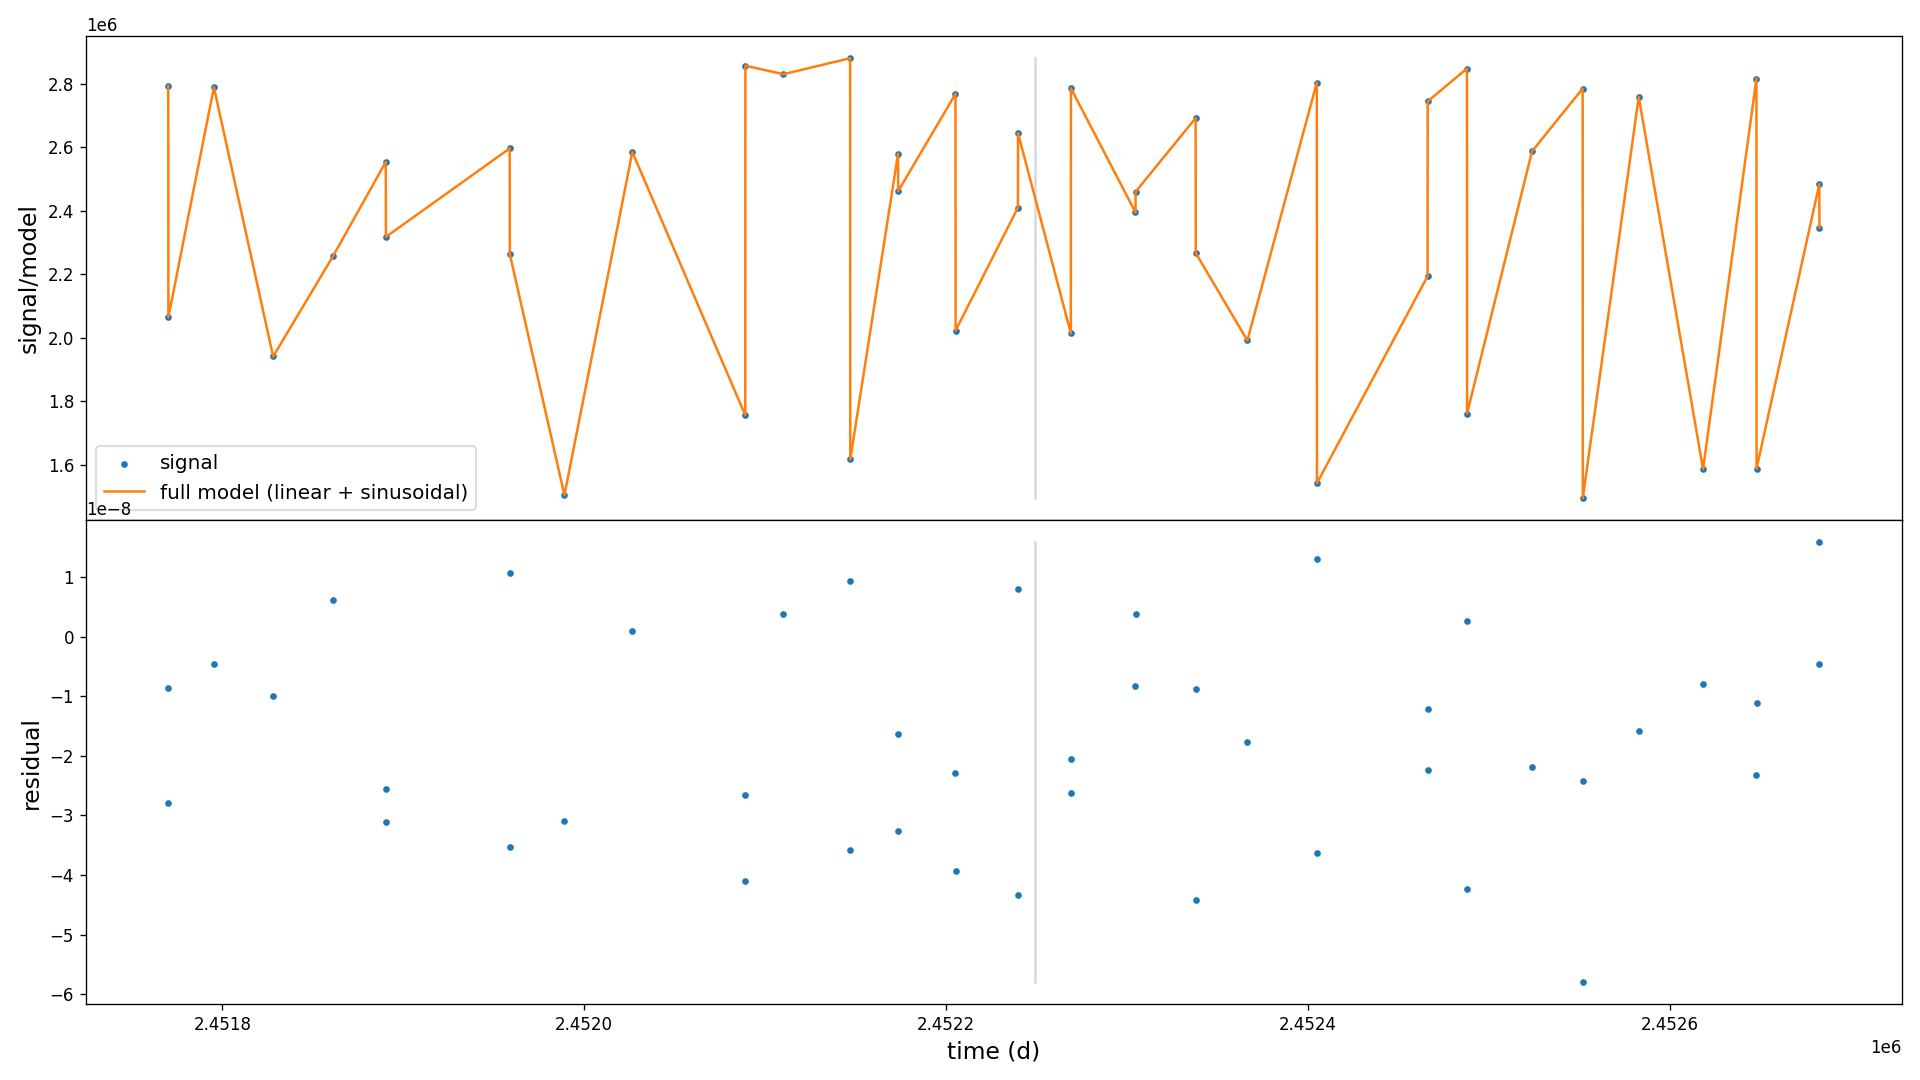 1e6
2.8
2.6
2.4
2.2
2.0
1.8
1.6
signal/model
signal
full model (linear + sinusoidal)
1e−8
1
0
−1
−2
−3
−4
−5
−6
residual
2.4518 2.4520 2.4522 2.4524 2.4526
time (d)
1e6